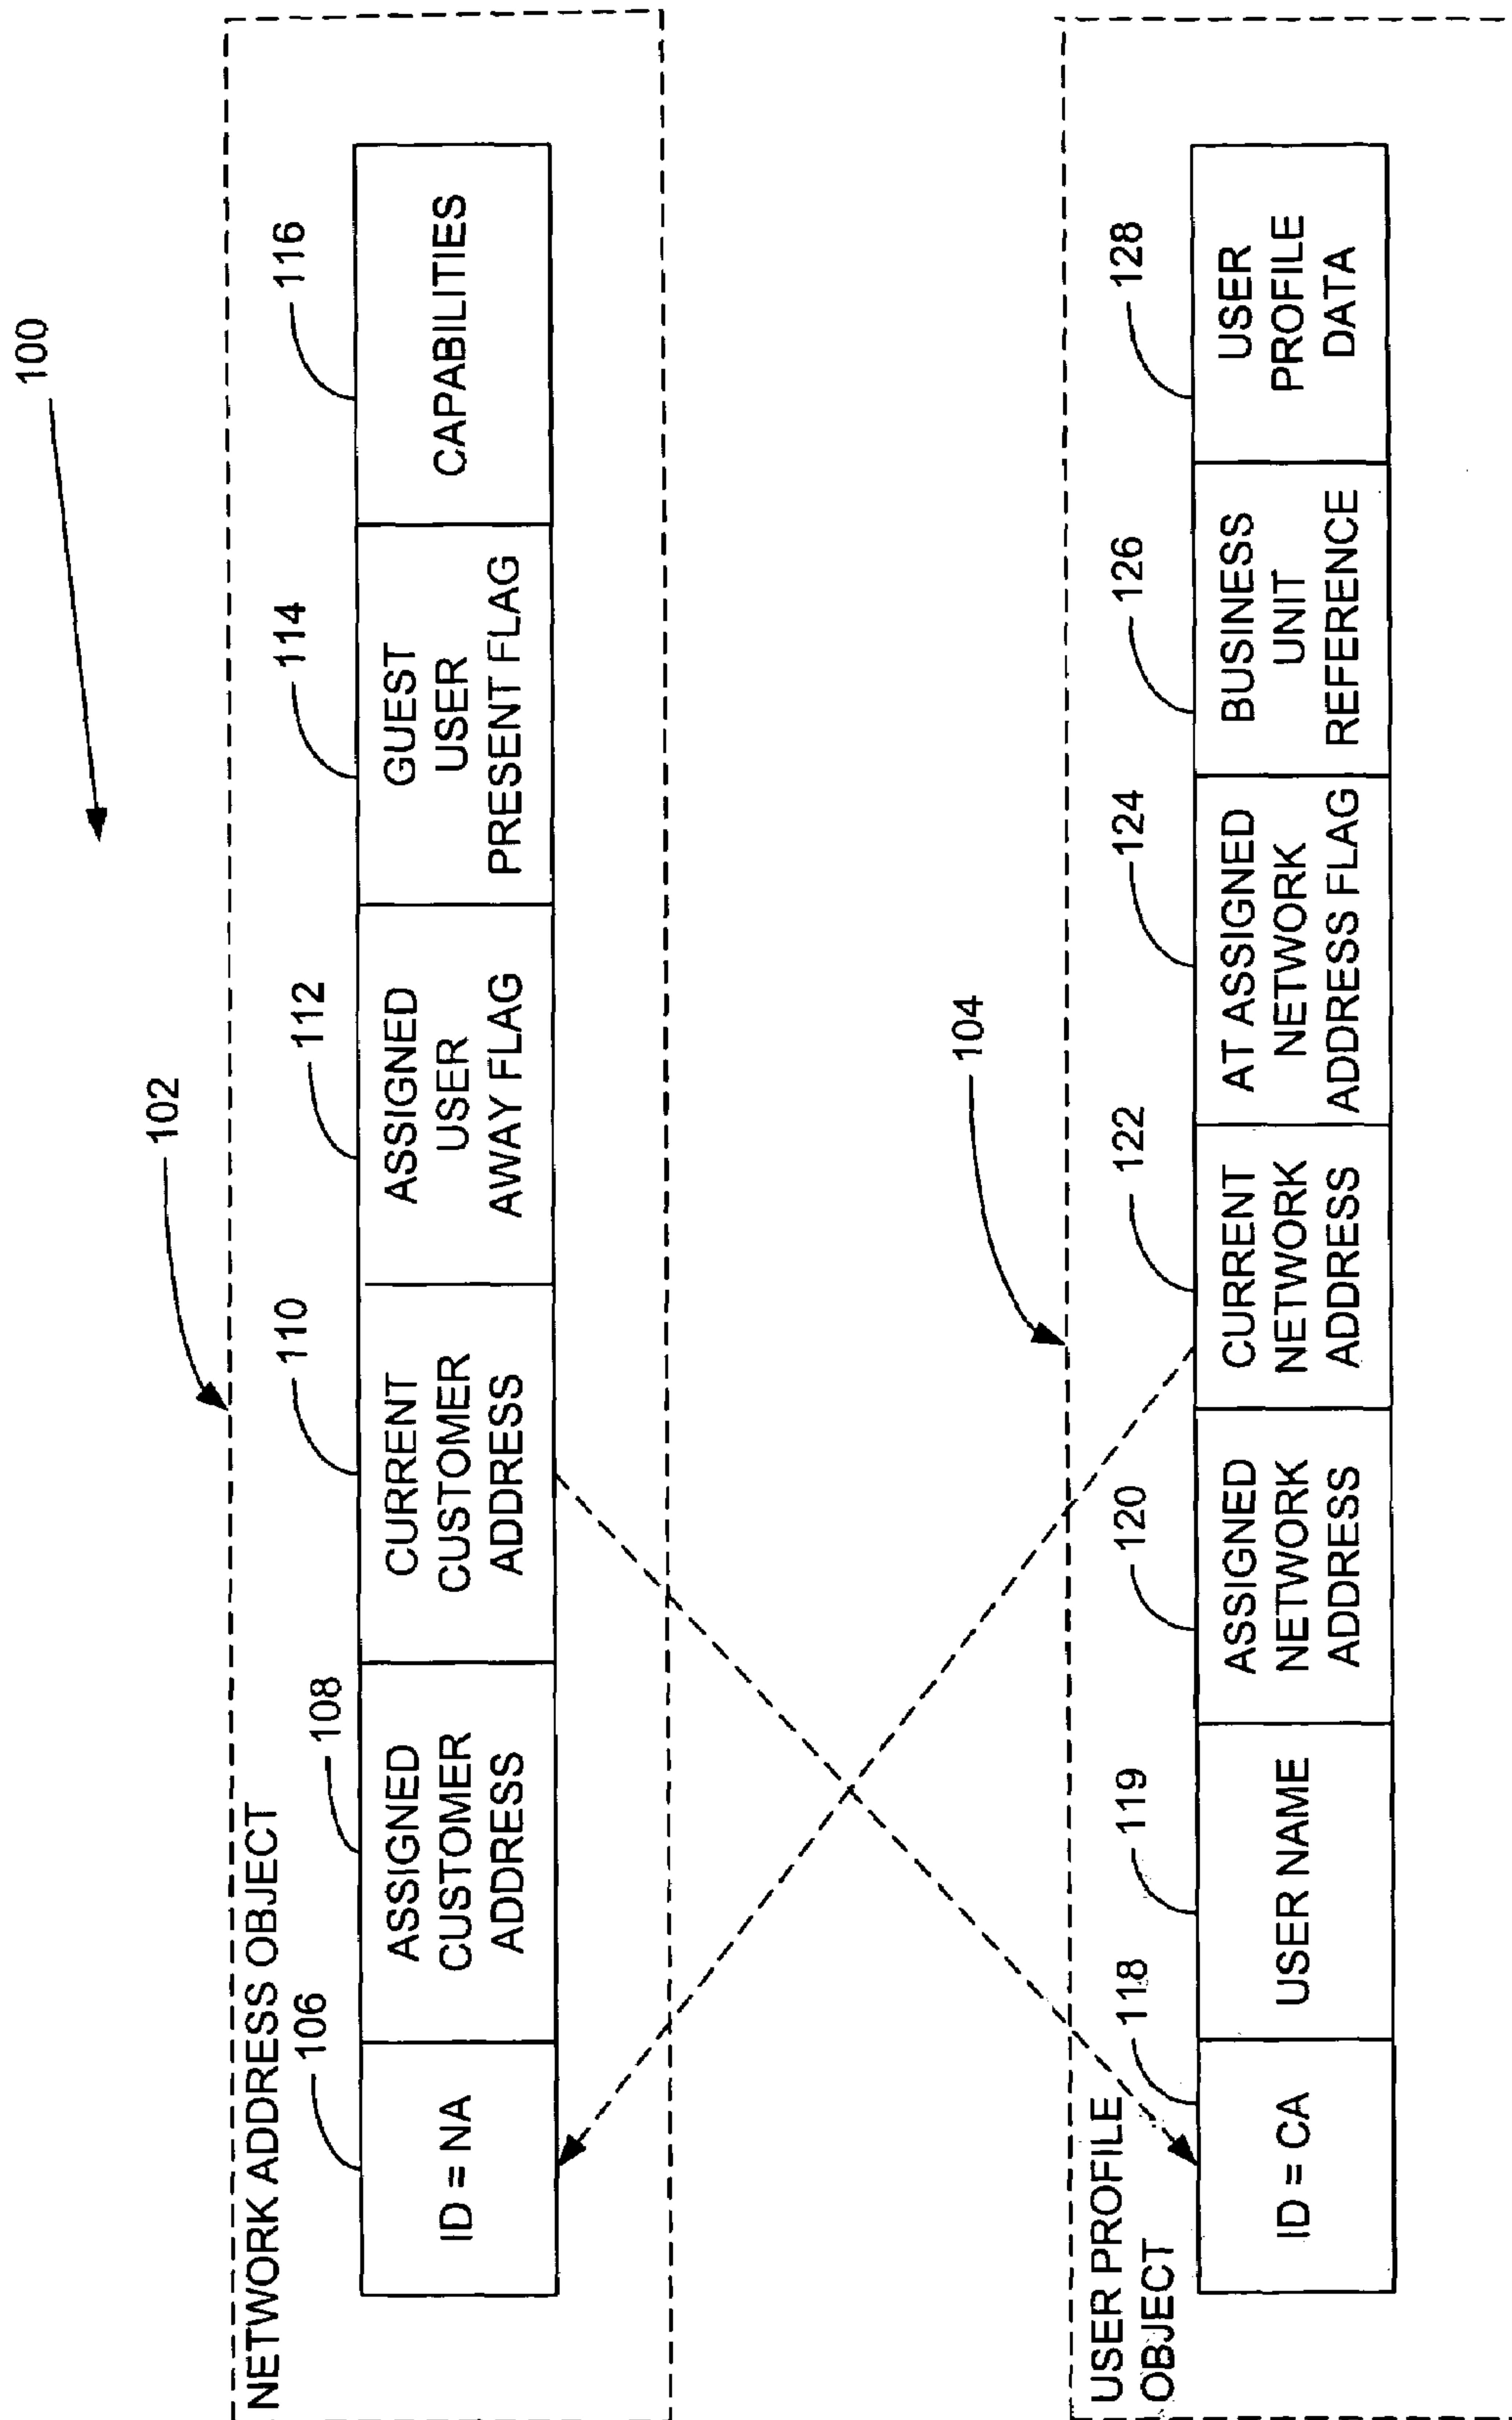 100
102
NETWORK ADDRESS OBJECT
106
108
110
112
114
116
ID = NA
ASSIGNED
CUSTOMER
ADDRESS
CURRENT
CUSTOMER
ADDRESS
ASSIGNED
USER
AWAY FLAG
GUEST
USER
PRESENT FLAG
CAPABILITIES
104
USER PROFILE
OBJECT
118
119
120
122
124
126
128
ID = CA
USER NAME
ASSIGNED
NETWORK
ADDRESS
CURRENT
NETWORK
ADDRESS
AT ASSIGNED
NETWORK
ADDRESS FLAG
BUSINESS
UNIT
REFERENCE
USER
PROFILE
DATA